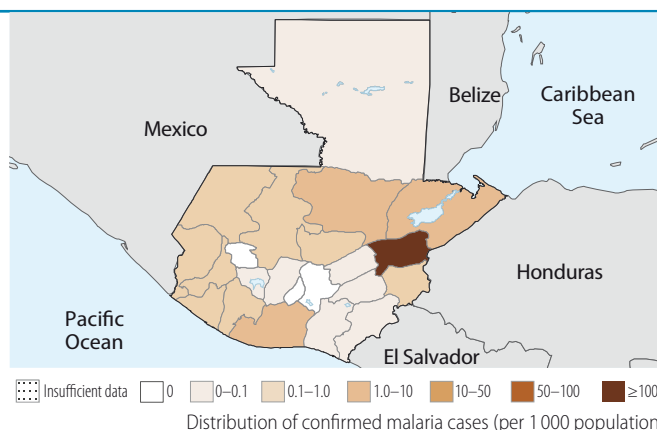 Belize
Caribbean
Sea
Mexico
Honduras
Pacific
Ocean
El Salvador
Insufficient data 0 0–0.1 0.1–1.0 1.0–10 10–50 50–100 ≥100
Distribution of confirmed malaria cases (per 1 000 population